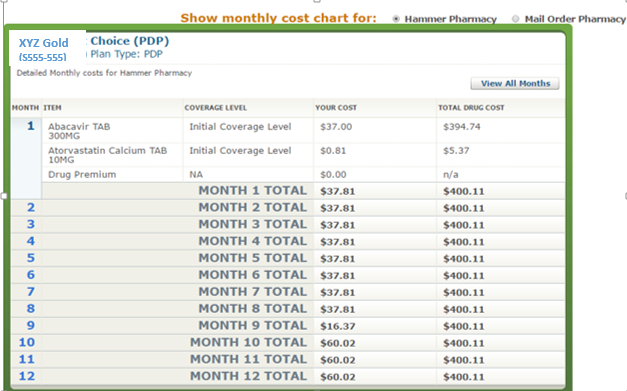 Show monthly cost chart for: Hammer Pharmacy Mail Order Pharmacy
XYZ Gold Choice (PDP)
(S555-555) Plan Type: PDP
Detailed Monthly costs for Hammer Pharmacy
View All Months
MONTH ITEM COVERAGE LEVEL YOUR COST TOTAL DRUG COST
1 Abacavir TAB Initial Coverage Level $37.00 $394.74
300MG
Atorvastatin Calcium TAB Initial Coverage Level $0.81 $5.37
10MG
Drug Premium NA $0.00 n/a
MONTH 1 TOTAL $37.81 $400.11
2 MONTH 2 TOTAL $37.81 $400.11
3 MONTH 3 TOTAL $37.81 $400.11
4 MONTH 4 TOTAL $37.81 $400.11
5 MONTH 5 TOTAL $37.81 $400.11
6 MONTH 6 TOTAL $37.81 $400.11
7 MONTH 7 TOTAL $37.81 $400.11
8 MONTH 8 TOTAL $37.81 $400.11
9 MONTH 9 TOTAL $16.37 $400.11
10 MONTH 10 TOTAL $60.02 $400.11
11 MONTH 11 TOTAL $60.02 $400.11
12 MONTH 12 TOTAL $60.02 $400.11